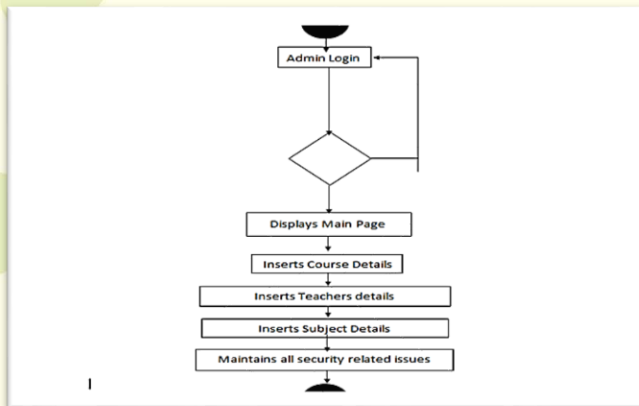 Admin Login
Displays Main Page
Inserts Course Details
Inserts Teachers details
Inserts Subject Details
Maintains all security related issues